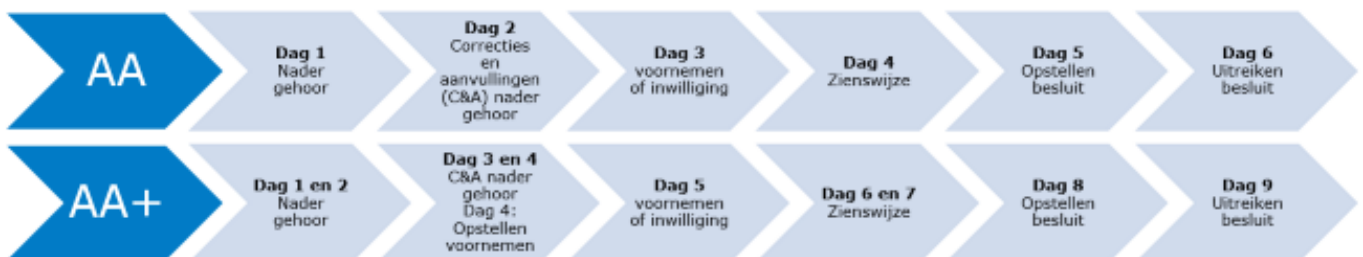 AA
Dag 1
Nader
gehoor
Dag 2
Correcties
en
aanvullingen
(C&A) nader
gehoor
Dag 3
voornemen
of inwilliging
Dag 4
Zienswijze
Dag 5
Opstellen
besluit
Dag 6
Uitreiken
besluit
AA+
Dag 1 en 2
Nader
gehoor
Dag 3 en 4
C&A nader
gehoor
Dag 4:
Opstellen
voornemen
Dag 5
voornemen
of inwilliging
Dag 6 en 7
Zienswijze
Dag 8
Opstellen
besluit
Dag 9
Uitreiken
besluit